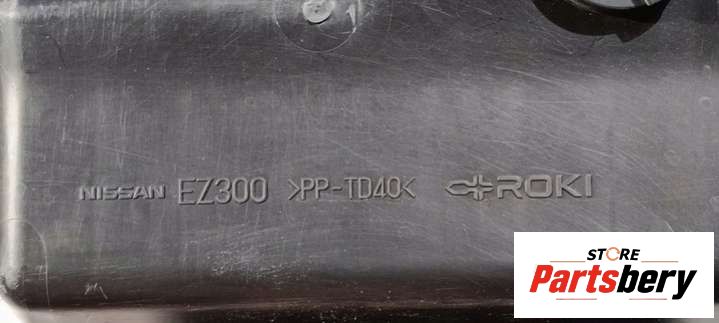 NISSAN EZ300 >PP-TD40< ROKI
STORE
Partsbery